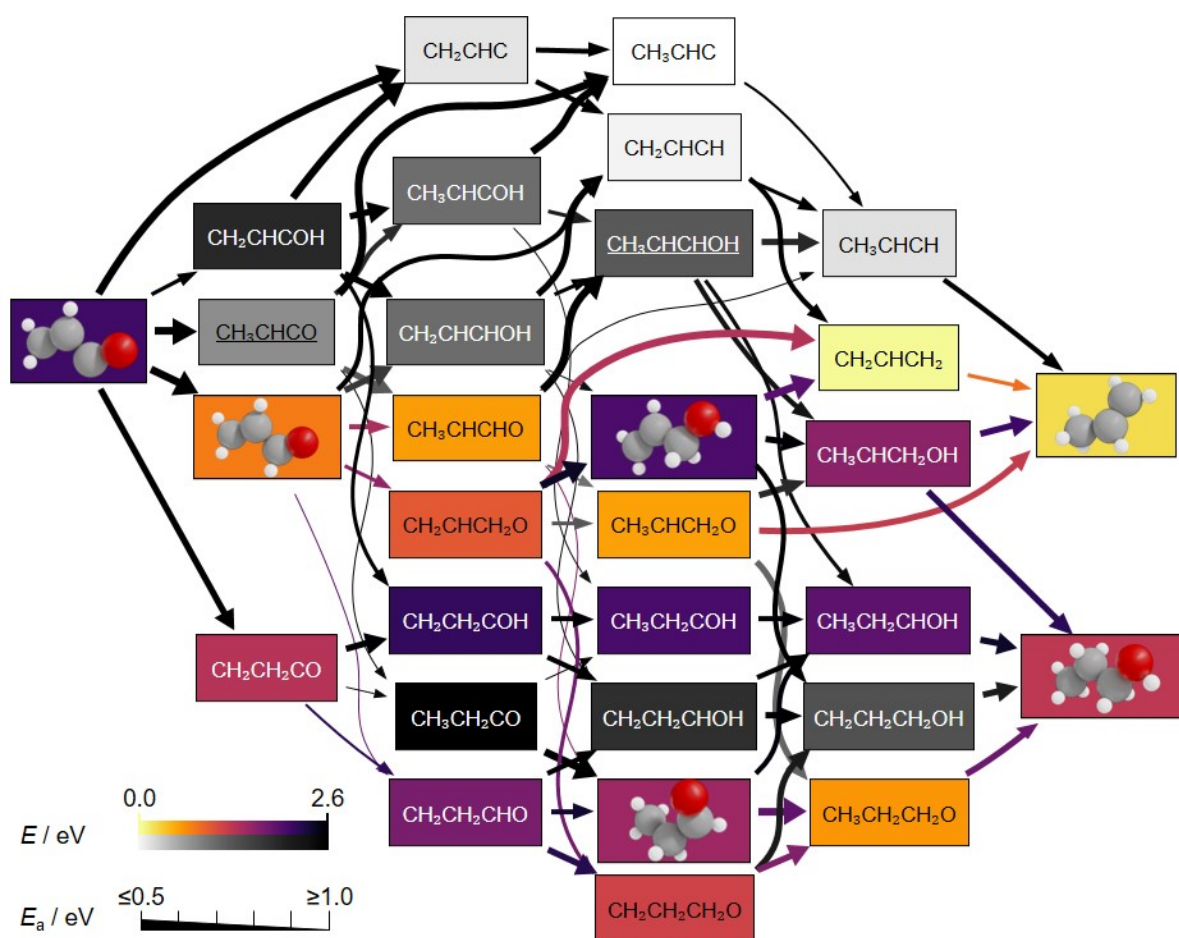 CH₂CHC
CH₃CHC
CH₂CHCH
CH₃CHCOH
CH₂CHCOH
CH₃CHCHOH
CH₃CHCH
CH₃CHCO
CH₂CHCHOH
CH₂CHCH₂
CH₃CHCHO
CH₃CHCH₂OH
CH₂CHCH₂O
CH₃CHCH₂O
CH₂CH₂COH
CH₃CH₂COH
CH₃CH₂CHOH
CH₂CH₂CO
CH₃CH₂CO
CH₂CH₂CHOH
CH₂CH₂CH₂OH
CH₂CH₂CHO
CH₃CH₂CH₂O
CH₂CH₂CH₂O
0.0 2.6
E / eV
≤0.5 ≥1.0
Eₐ / eV